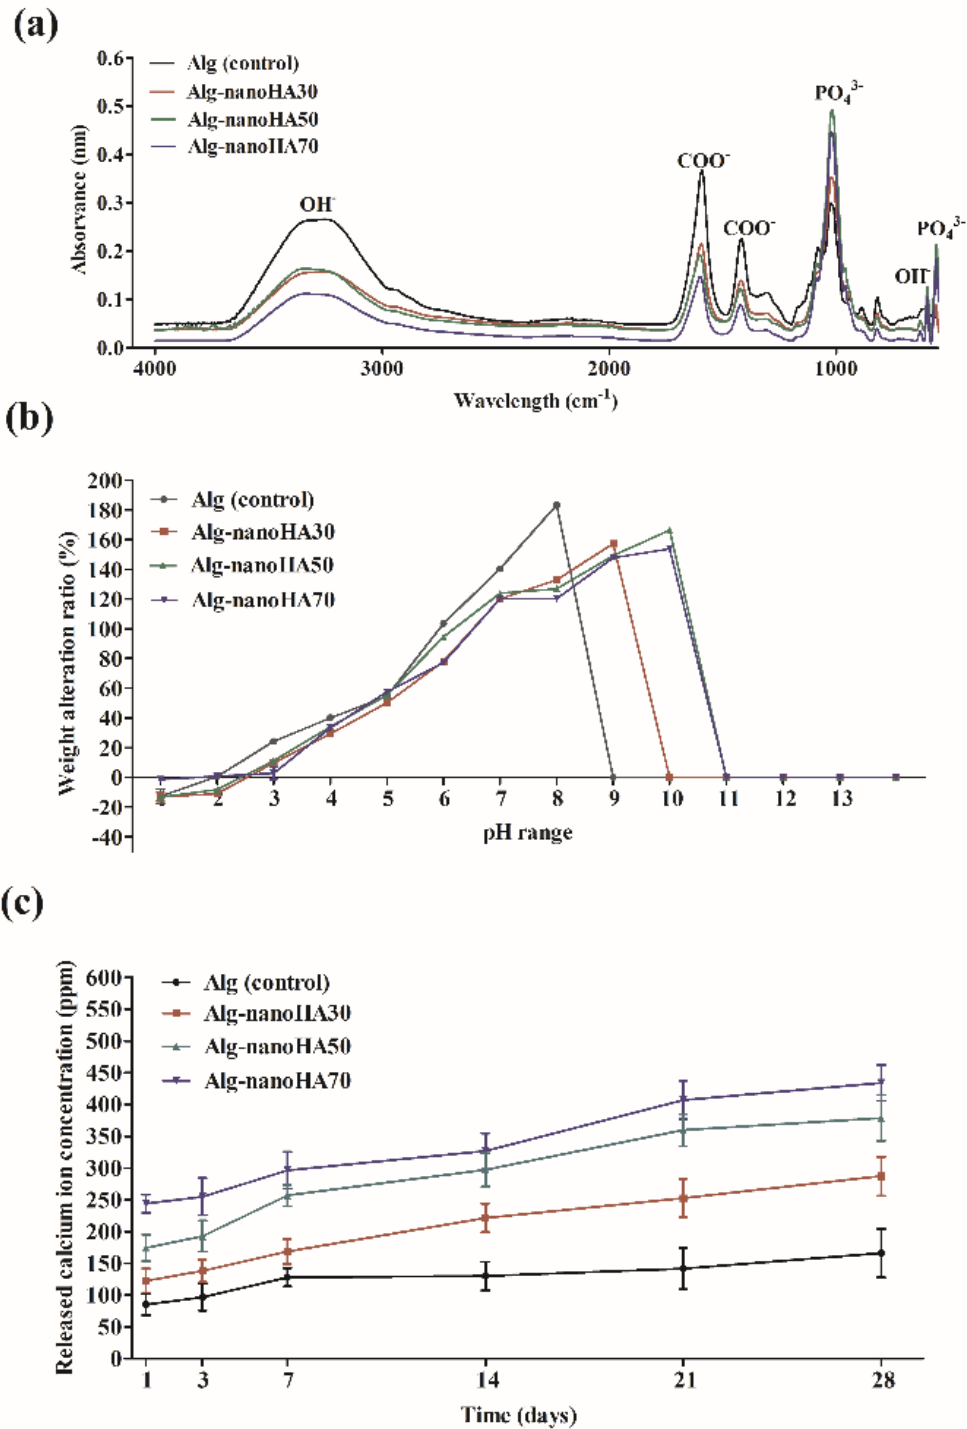 (a)
0.6
0.5
0.4
0.3
0.2
0.1
0.0
Absorvance (nm)
Alg (control)
Alg-nanoHA30
Alg-nanoHA50
Alg-nanoHA70
OH-
COO-
COO-
PO4 3-
OH-
PO4 3-
4000 3000 2000 1000
Wavelength (cm-1)
(b)
200
180
160
140
120
100
80
60
40
20
0
-20
-40
Weight alteration ratio (%)
Alg (control)
Alg-nanoHA30
Alg-nanoHA50
Alg-nanoHA70
1 2 3 4 5 6 7 8 9 10 11 12 13
pH range
(c)
600
550
500
450
400
350
300
250
200
150
100
50
0
Released calcium ion concentration (ppm)
Alg (control)
Alg-nanoHA30
Alg-nanoHA50
Alg-nanoHA70
1 3 7 14 21 28
Time (days)